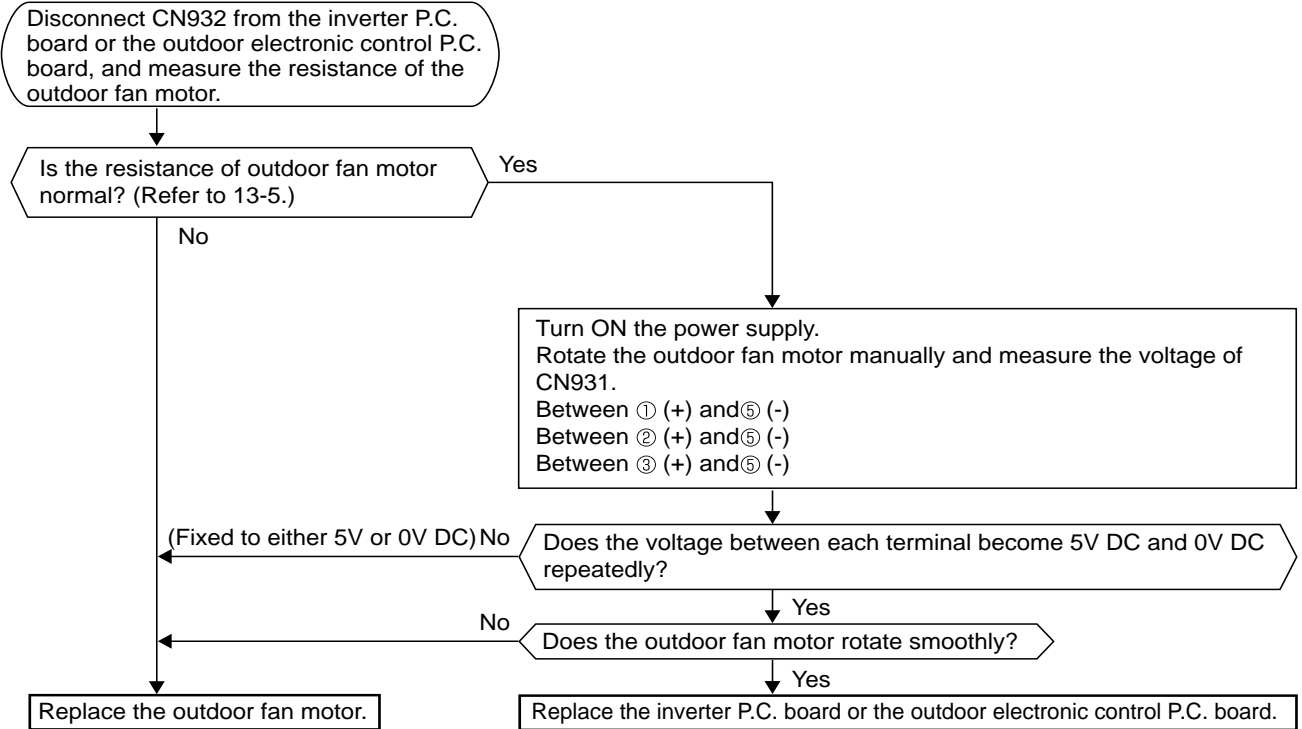 Disconnect CN932 from the inverter P.C.
board or the outdoor electronic control P.C.
board, and measure the resistance of the
outdoor fan motor.
Is the resistance of outdoor fan motor
normal? (Refer to 13-5.)
Yes
No
Turn ON the power supply.
Rotate the outdoor fan motor manually and measure the voltage of
CN931.
Between ① (+) and⑤ (-)
Between ② (+) and⑤ (-)
Between ③ (+) and⑤ (-)
(Fixed to either 5V or 0V DC) No
Does the voltage between each terminal become 5V DC and 0V DC
repeatedly?
Yes
No
Does the outdoor fan motor rotate smoothly?
Yes
Replace the outdoor fan motor.
Replace the inverter P.C. board or the outdoor electronic control P.C. board.